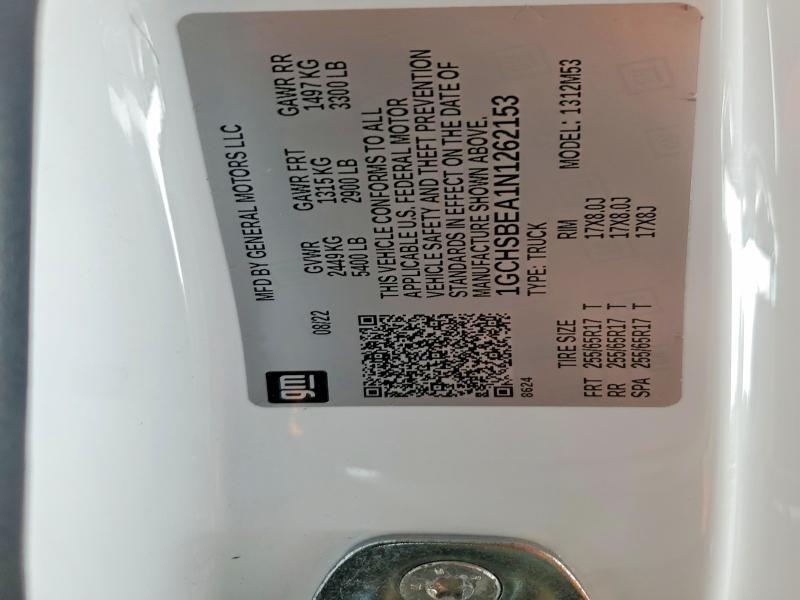 gm
MFD BY GENERAL MOTORS LLC
08/22
GVWR GAWR FRT GAWR RR
2449 KG 1315 KG 1497 KG
5400 LB 2900 LB 3300 LB
THIS VEHICLE CONFORMS TO ALL
APPLICABLE U.S. FEDERAL MOTOR
VEHICLE SAFETY AND THEFT PREVENTION
STANDARDS IN EFFECT ON THE DATE OF
MANUFACTURE SHOWN ABOVE.
1GCHSBEA1N1262153
8624 TYPE: TRUCK
TIRE SIZE RIM MODEL: 1312M53
FRT 255/65R17 T 17X8.0J
RR 255/65R17 T 17X8.0J
SPA 255/65R17 T 17X8J